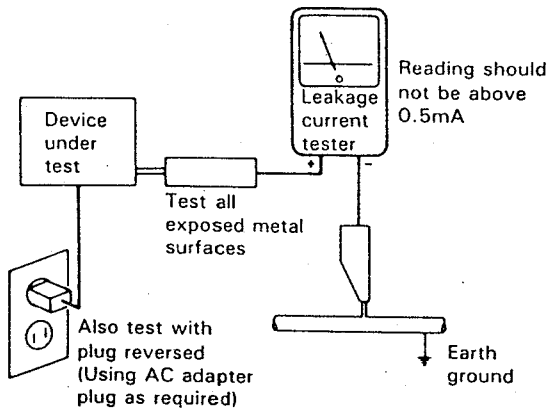 Device
under
test
Leakage
current
tester
+ −
Reading should
not be above
0.5mA
Test all
exposed metal
surfaces
Also test with
plug reversed
(Using AC adapter
plug as required)
Earth
ground